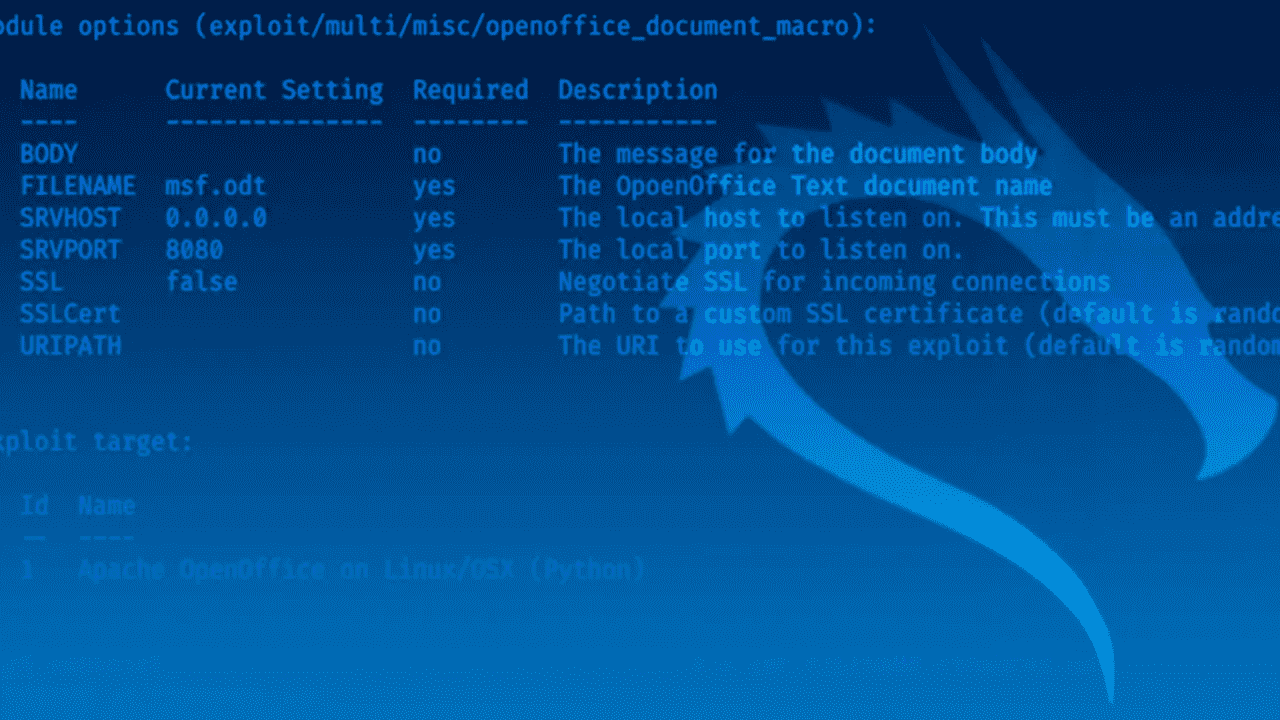 odule options (exploit/multi/misc/openoffice_document_macro):
Name Current Setting Required Description
---- --------------- -------- -----------
BODY no The message for the document body
FILENAME msf.odt yes The OpoenOffice Text document name
SRVHOST 0.0.0.0 yes The local host to listen on. This must be an addre
SRVPORT 8080 yes The local port to listen on.
SSL false no Negotiate SSL for incoming connections
SSLCert no Path to a custom SSL certificate (default is rando
URIPATH no The URI to use for this exploit (default is random
xploit target:
Id Name
-- ----
1 Apache OpenOffice on Linux/OSX (Python)